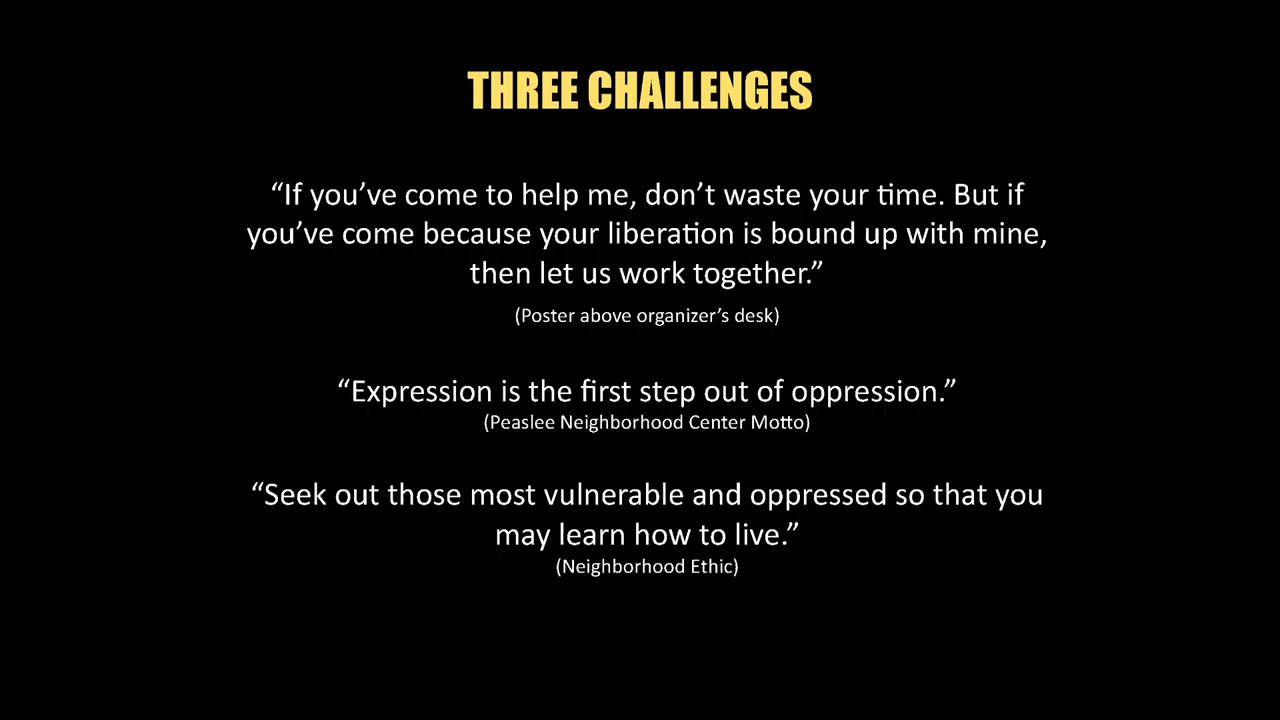 THREE CHALLENGES
“If you’ve come to help me, don’t waste your time. But if
you’ve come because your liberation is bound up with mine,
then let us work together.”
(Poster above organizer’s desk)
“Expression is the first step out of oppression.”
(Peaslee Neighborhood Center Motto)
“Seek out those most vulnerable and oppressed so that you
may learn how to live.”
(Neighborhood Ethic)